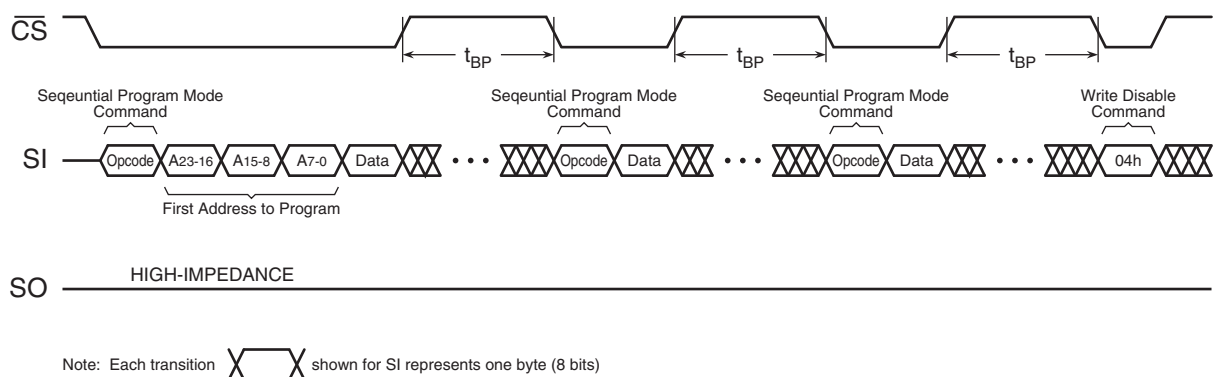 CS
tBP tBP tBP
Seqeuntial Program Mode
Command
Seqeuntial Program Mode
Command
Seqeuntial Program Mode
Command
Write Disable
Command
SI Opcode A23-16 A15-8 A7-0 Data • • • Opcode Data • • • Opcode Data • • • 04h
First Address to Program
HIGH-IMPEDANCE
SO
Note: Each transition shown for SI represents one byte (8 bits)